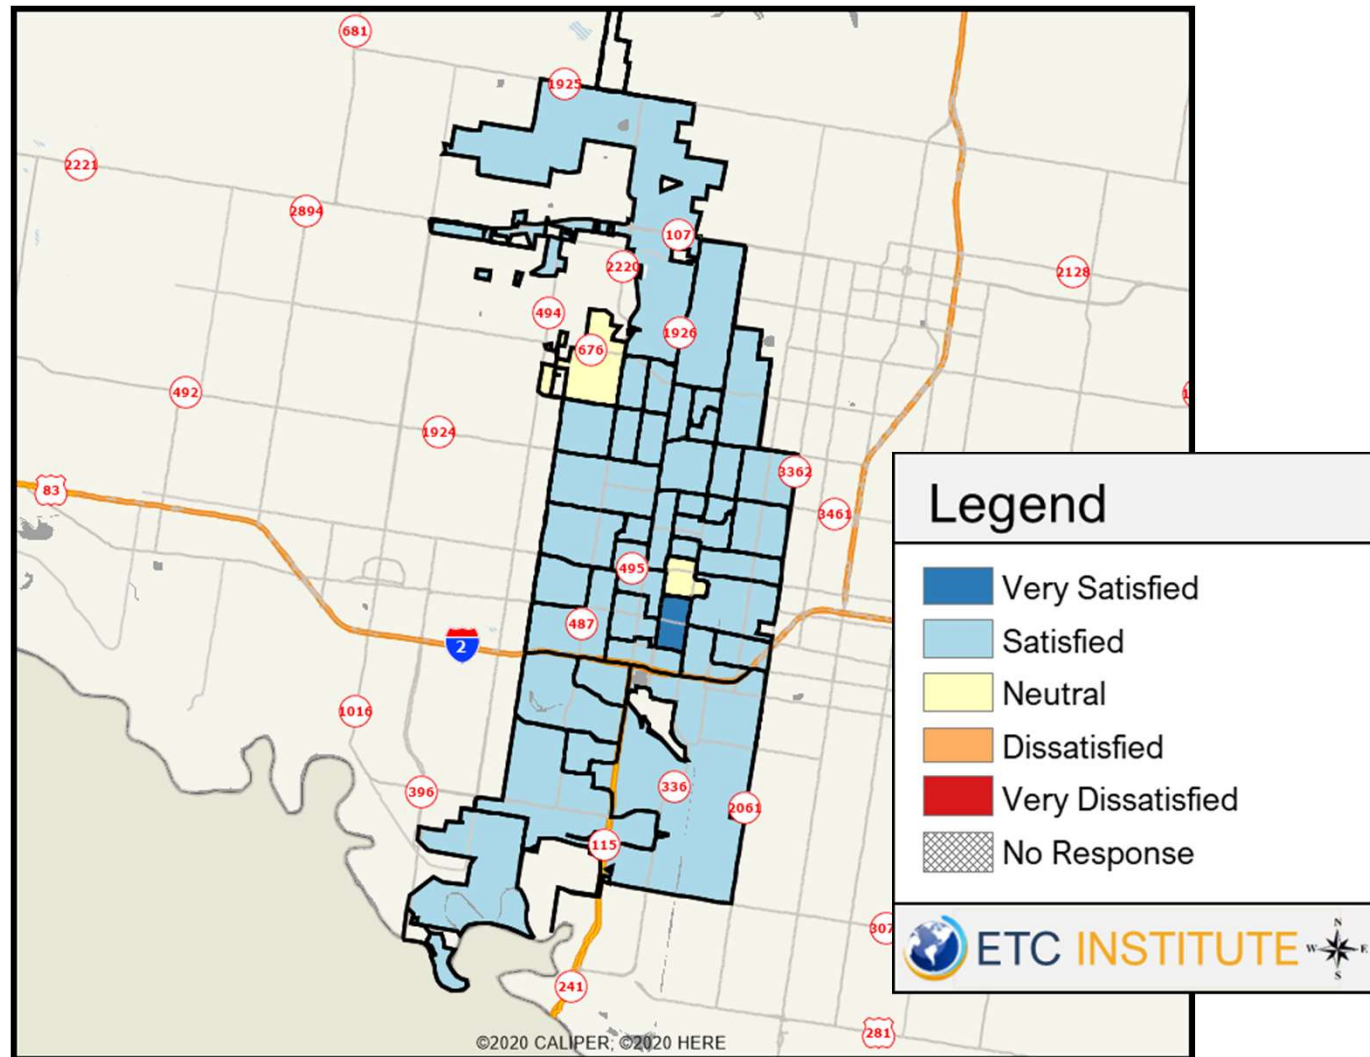 681
1925
2221
2894
107
2220
2128
494
1926
676
492
1924
3362
83
3461
495
487
2
1016
336
396
2061
115
307
241
281
©2020 CALIPER; ©2020 HERE
Legend
Very Satisfied
Satisfied
Neutral
Dissatisfied
Very Dissatisfied
No Response
ETC INSTITUTE
N
W E
S